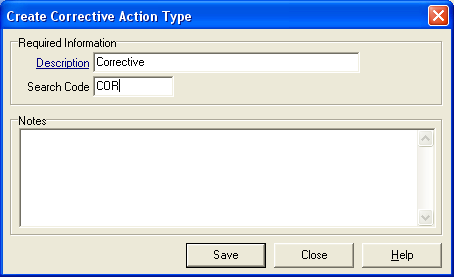 Create Corrective Action Type
Required Information
Description Corrective
Search Code COR
Notes
Save Close Help